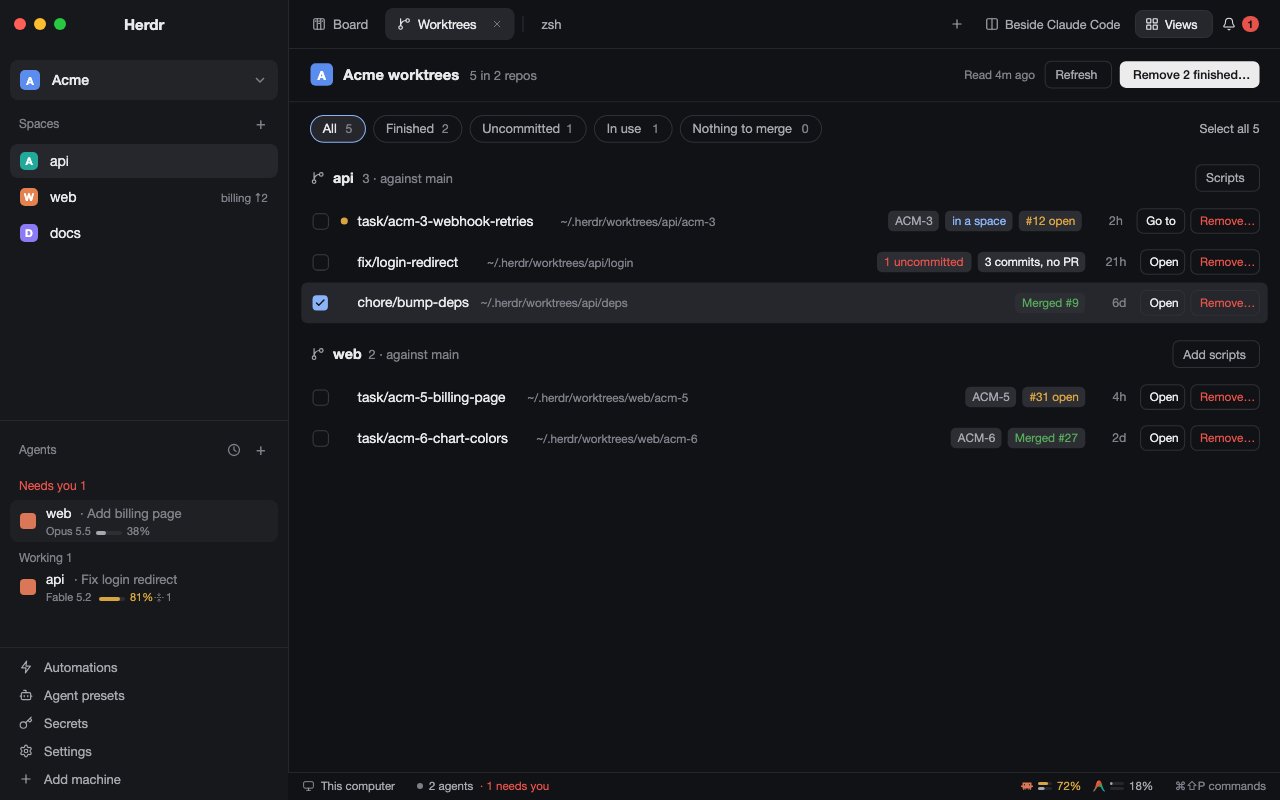 Herdr
Board
Worktrees
zsh
Beside Claude Code
Views
1
A Acme
A Acme worktrees 5 in 2 repos
Read 4m ago
Refresh
Remove 2 finished…
Spaces
A api
W web billing ↑2
D docs
All 5
Finished 2
Uncommitted 1
In use 1
Nothing to merge 0
Select all 5
api 3 · against main
Scripts
task/acm-3-webhook-retries ~/.herdr/worktrees/api/acm-3 ACM-3 in a space #12 open 2h Go to Remove…
fix/login-redirect ~/.herdr/worktrees/api/login 1 uncommitted 3 commits, no PR 21h Open Remove…
chore/bump-deps ~/.herdr/worktrees/api/deps Merged #9 6d Open Remove…
web 2 · against main
Add scripts
task/acm-5-billing-page ~/.herdr/worktrees/web/acm-5 ACM-5 #31 open 4h Open Remove…
task/acm-6-chart-colors ~/.herdr/worktrees/web/acm-6 ACM-6 Merged #27 2d Open Remove…
Agents
Needs you 1
web · Add billing page
Opus 5.5 38%
Working 1
api · Fix login redirect
Fable 5.2 81% 1
Automations
Agent presets
Secrets
Settings
Add machine
This computer
2 agents · 1 needs you
72%
18%
⌘⇧P commands